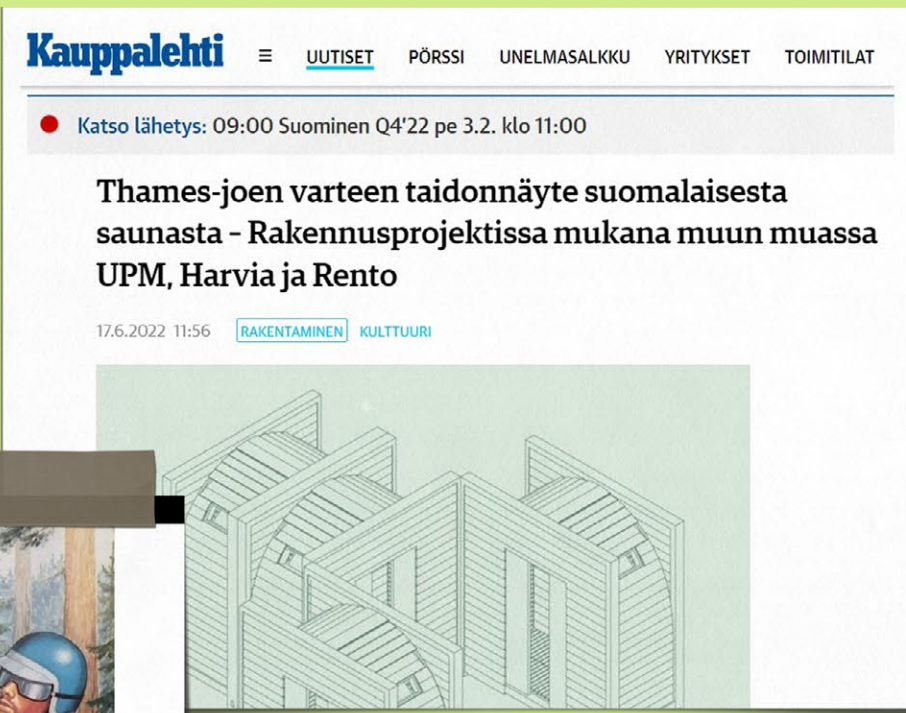 Kauppalehti ≡ UUTISET PÖRSSI UNELMASALKKU YRITYKSET TOIMITILAT
Katso lähetys: 09:00 Suominen Q4'22 pe 3.2. klo 11:00
Thames-joen varteen taidonnäyte suomalaisesta
saunasta – Rakennusprojektissa mukana muun muassa
UPM, Harvia ja Rento
17.6.2022 11:56 RAKENTAMINEN KULTTUURI